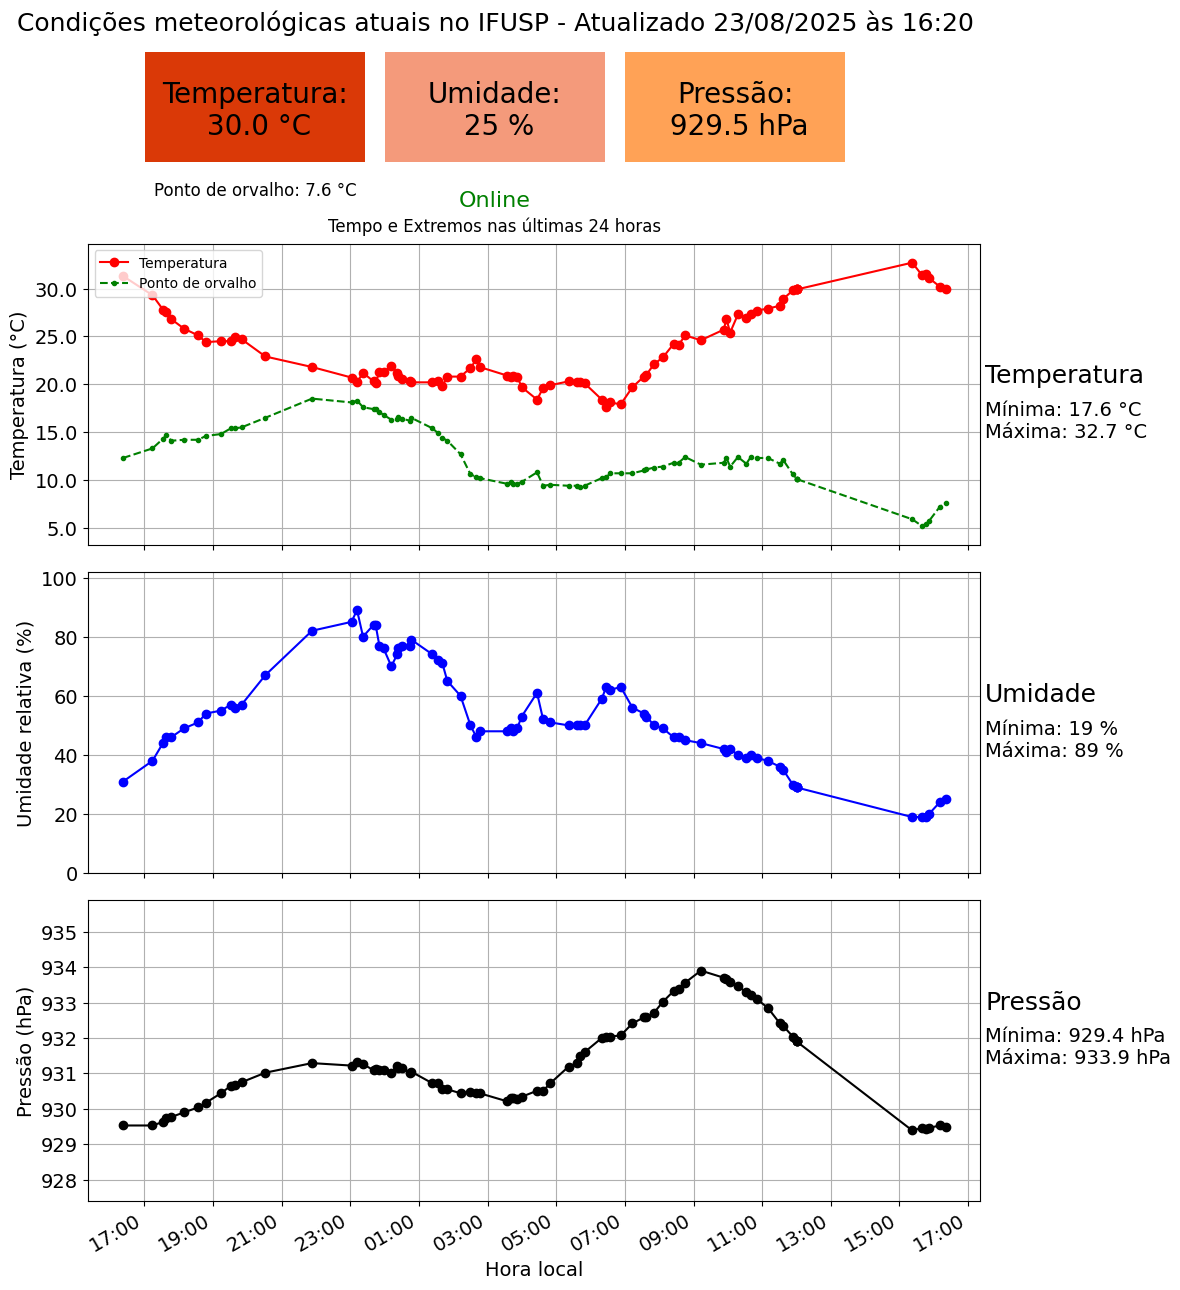 Condições meteorológicas atuais no IFUSP - Atualizado 23/08/2025 às 16:20
Temperatura:
30.0 °C
Umidade:
25 %
Pressão:
929.5 hPa
Ponto de orvalho: 7.6 °C
Online
Tempo e Extremos nas últimas 24 horas
Temperatura
Ponto de orvalho
Temperatura (°C)
30.0
25.0
20.0
15.0
10.0
5.0
Temperatura
Mínima: 17.6 °C
Máxima: 32.7 °C
Umidade relativa (%)
100
80
60
40
20
0
Umidade
Mínima: 19 %
Máxima: 89 %
Pressão (hPa)
935
934
933
932
931
930
929
928
Pressão
Mínima: 929.4 hPa
Máxima: 933.9 hPa
17:00
19:00
21:00
23:00
01:00
03:00
05:00
07:00
09:00
11:00
13:00
15:00
17:00
Hora local